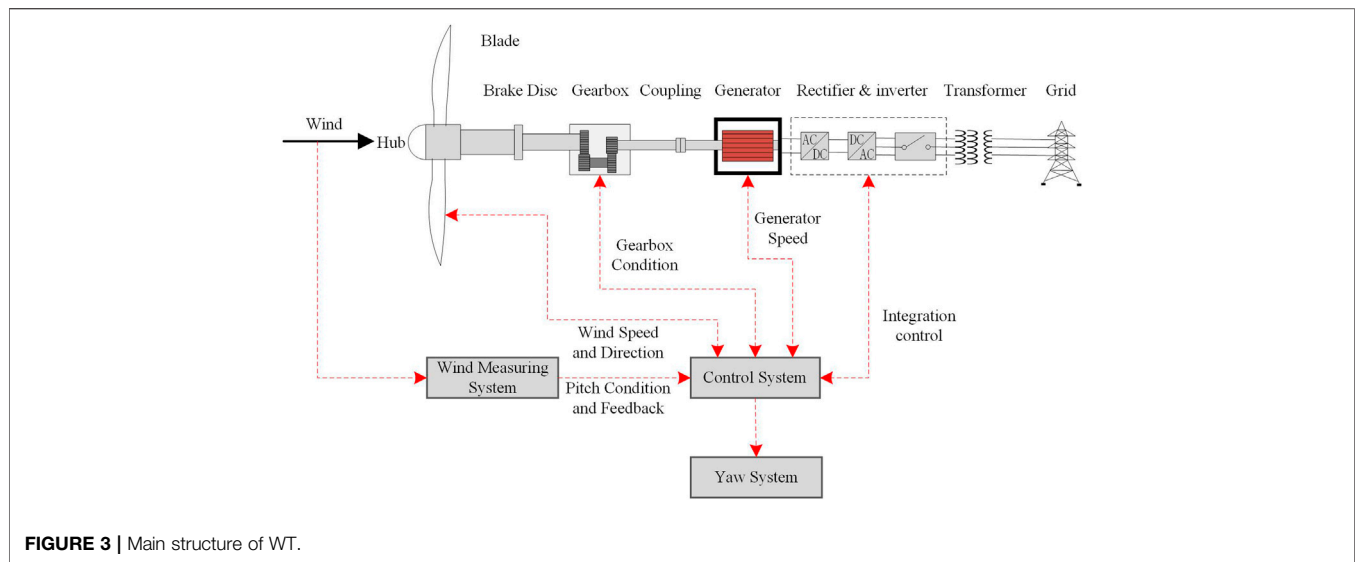 Blade
Brake Disc Gearbox Coupling Generator Rectifier & inverter Transformer Grid
Wind
Hub
AC
DC
DC
AC
Generator
Speed
Gearbox
Condition
Integration
control
Wind Speed
and Direction
Wind Measuring
System
Pitch Condition
and Feedback
Control System
Yaw System
FIGURE 3 | Main structure of WT.